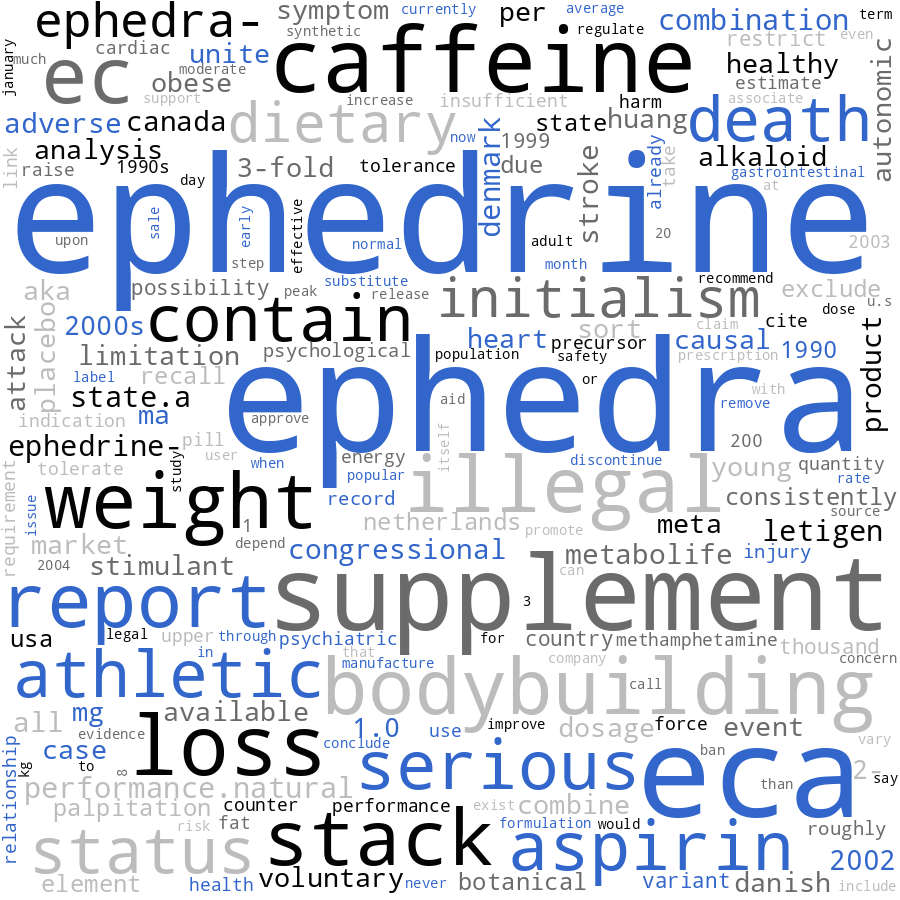 ephedra- symptom currently per average combination term
synthetic regulate restrict even
january much cardiac unite caffeine healthy autonomic
ec moderate obese estimate
support increase insufficient harm associate
adverse canada dietary state huang death
link analysis now 1999 denmark already take
raise 1990s 3-fold tolerance due stroke alkaloid
day gastrointestinal
ephedrine
sale early effective
upon normal adult 20 2003
step month
aka possibility peak substitute release recommend exclude
initialism u.s
attack placebo 2000s contain sort claim cite dose product
limitation psychological heart precursor causal 1990
population safety prescription
label recall or with
state.a ma ephedra aid remove
indication approve
ephedrine- pill itself 200
study user when energy discontinue young quantity
requirement tolerate popular rate
issue weight record illegal consistently
1 source
netherlands promote meta letigen
market depend congressional metabolife injury
2004 stimulant can
report supplement
3
usa legal upper through psychiatric for country methamphetamine thousand
in that company concern
athletic manufacture
bodybuilding call
all mg available
evidence loss 1.0 use improve dosage force event
case conclude vary
relationship kg to 8 serious eca ban 2- say
than
performance.natural
palpitation counter performance exist combine
risk fat stack formulation would roughly
status aspirin 2002
element health voluntary never botanical variant danish include